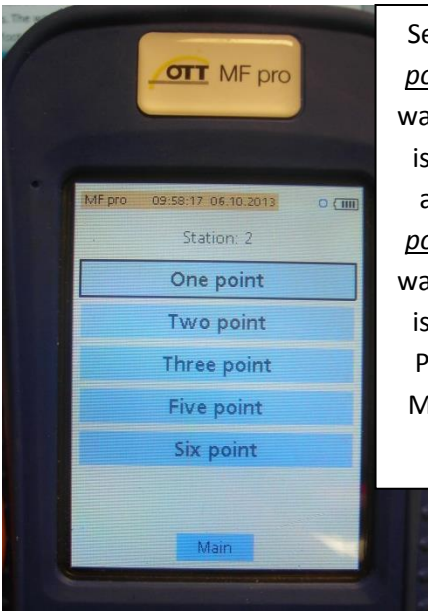 OTT MF pro
MF pro 09:58:17 06.10.2013
Station: 2
One point
Two point
Three point
Five point
Six point
Main
Se
po
wa
is
a
po
wa
is
P
M